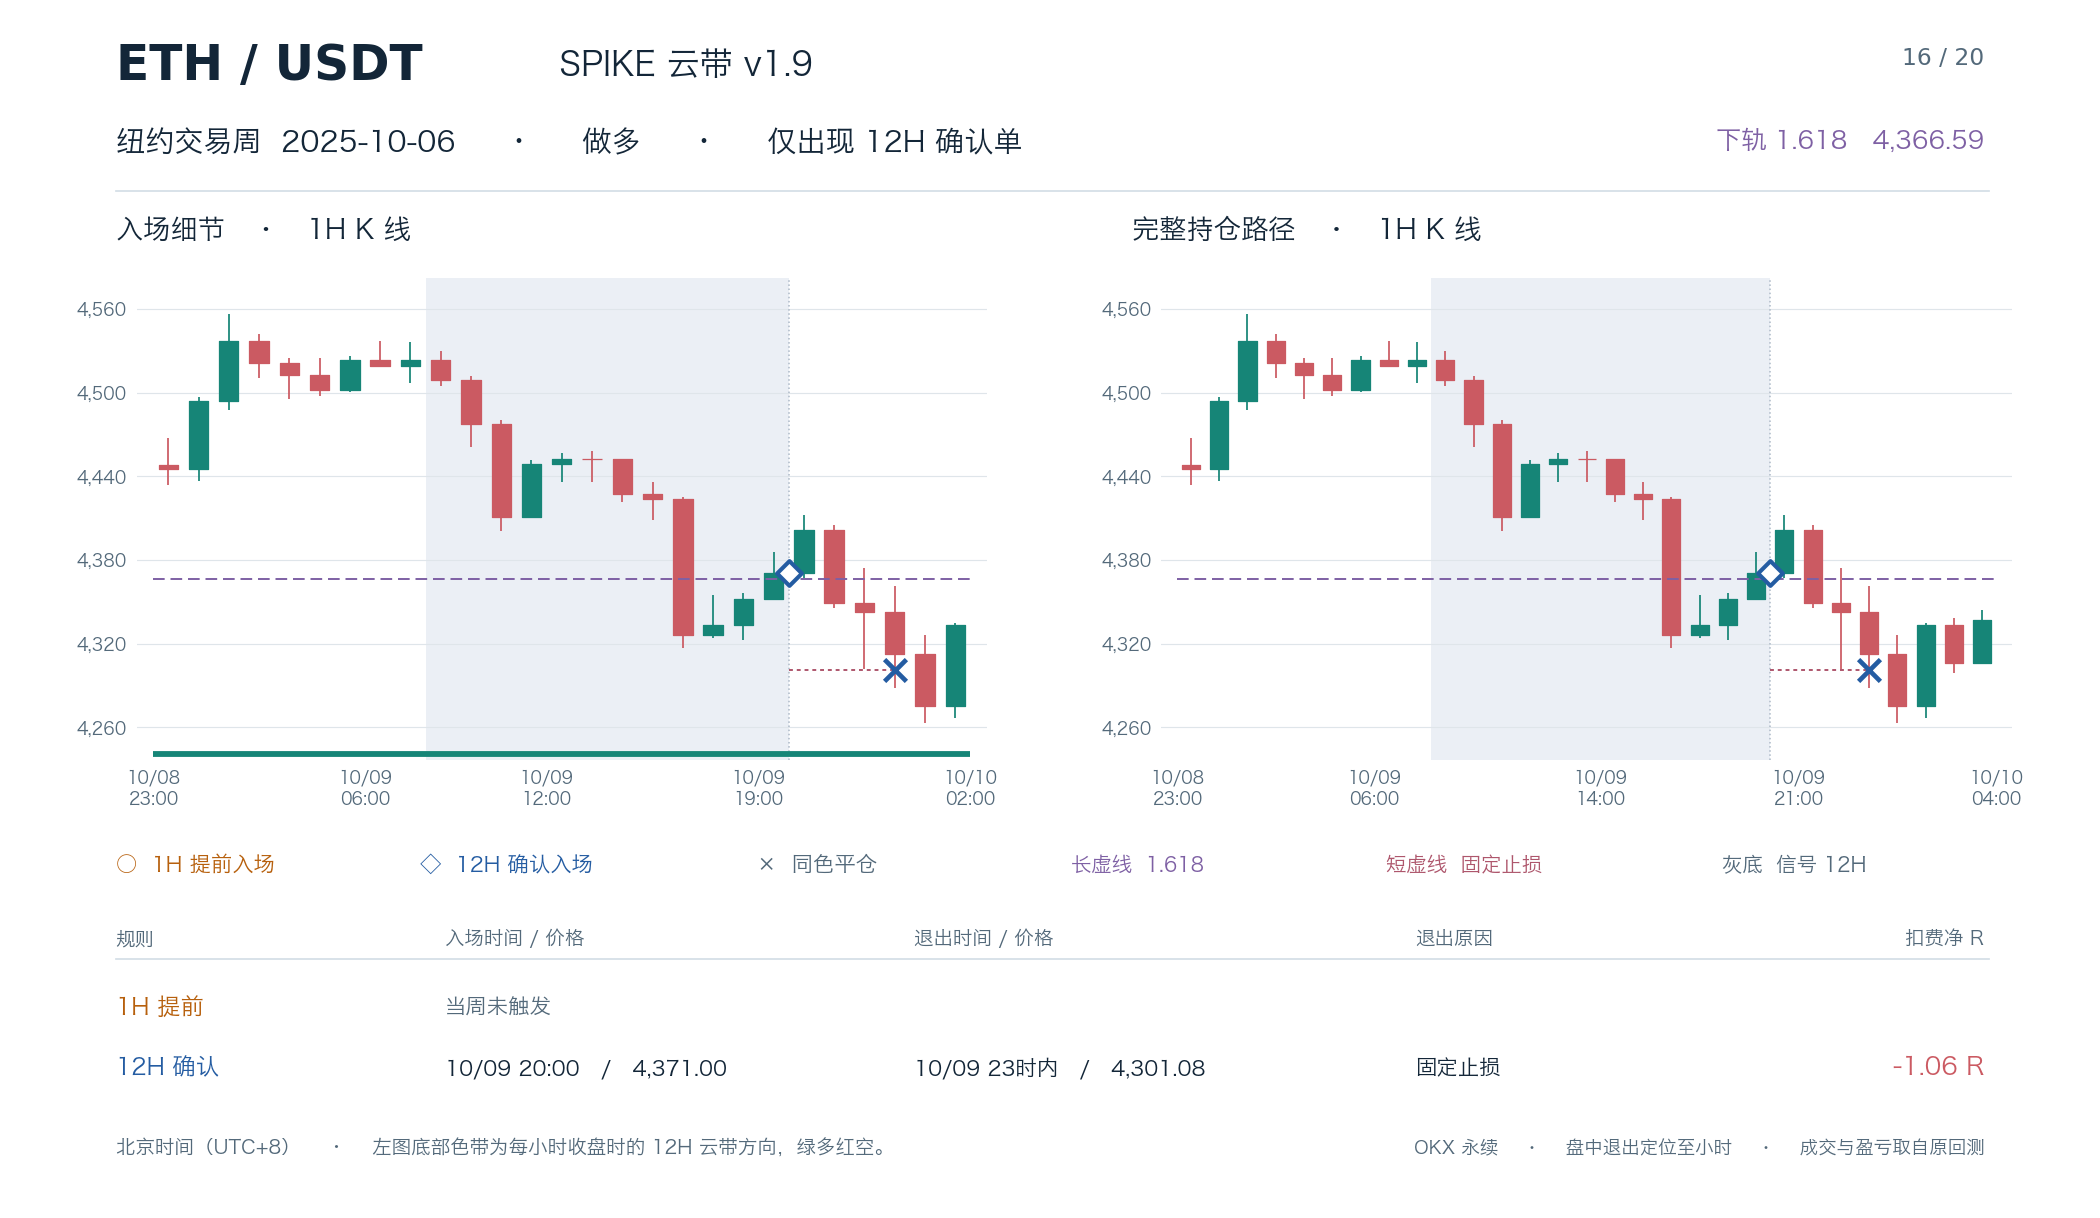 ETH / USDT SPIKE 云带 v1.9 16 / 20
纽约交易周 2025-10-06 · 做多 · 仅出现 12H 确认单 下轨 1.618 4,366.59
入场细节 · 1H K 线
4,560
4,500
4,440
4,380
4,320
4,260
10/08 10/09 10/09 10/09 10/10
23:00 06:00 12:00 19:00 02:00
完整持仓路径 · 1H K 线
4,560
4,500
4,440
4,380
4,320
4,260
10/08 10/09 10/09 10/09 10/10
23:00 06:00 14:00 21:00 04:00
○ 1H 提前入场 ◇ 12H 确认入场 × 同色平仓 长虚线 1.618 短虚线 固定止损 灰底 信号 12H
规则 入场时间 / 价格 退出时间 / 价格 退出原因 扣费净 R
1H 提前 当周未触发
12H 确认 10/09 20:00 / 4,371.00 10/09 23时内 / 4,301.08 固定止损 -1.06 R
北京时间（UTC+8） · 左图底部色带为每小时收盘时的 12H 云带方向，绿多红空。 OKX 永续 · 盘中退出定位至小时 · 成交与盈亏取自原回测